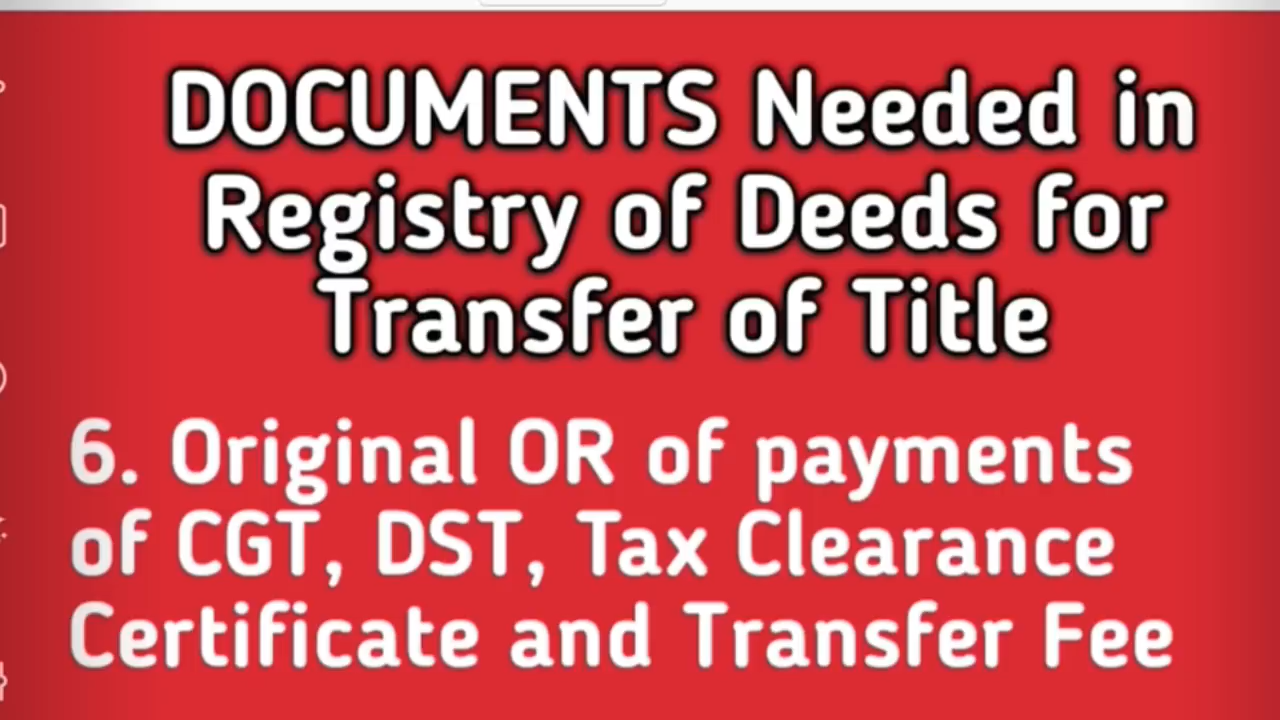 DOCUMENTS Needed in
Registry of Deeds for
Transfer of Title
6. Original OR of payments
of CGT, DST, Tax Clearance
Certificate and Transfer Fee